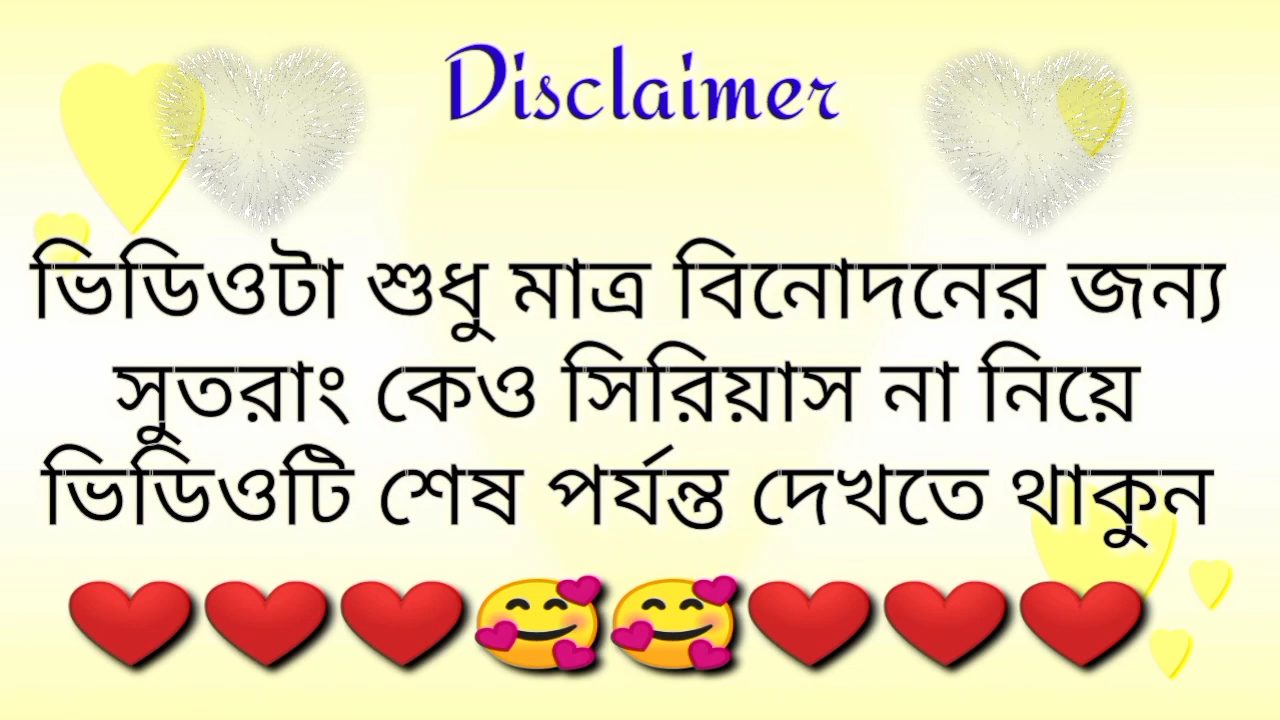 Disclaimer
ভিডিওটা শুধু মাত্র বিনোদনের জন্য
সুতরাং কেও সিরিয়াস না নিয়ে
ভিডিওটি শেষ পর্যন্ত দেখতে থাকুন
❤️❤️❤️🥰🥰❤️❤️❤️